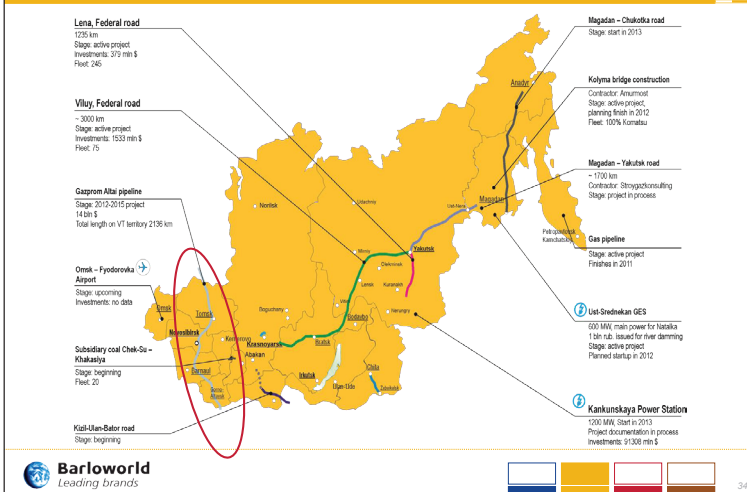 Lena, Federal road
1235 km
Stage: active project
Investments: 379 mln $
Fleet: 245
Viluy, Federal road
~ 3000 km
Stage: active project
Investments: 1533 mln $
Fleet: 75
Gazprom Altai pipeline
Stage: 2012-2015 project
14 bln $
Total length on VT territory 2136 km
Omsk – Fyodorovka
Airport
Stage: upcoming
Investments: no data
Subsidiary coal Chek-Su –
Khakasiya
Stage: beginning
Fleet: 20
Kizil-Ulan-Bator road
Stage: beginning
Magadan – Chukotka road
Stage: start in 2013
Kolyma bridge construction
Contractor: Amurmost
Stage: active project,
planning finish in 2012
Fleet: 100% Komatsu
Magadan – Yakutsk road
~ 1700 km
Contractor: Stroygazkonsulting
Stage: project in process
Gas pipeline
Stage: active project
Finishes in 2011
Ust-Srednekan GES
600 MW, main power for Natalka
1 bln rub. issued for river damming
Stage: active project
Planned startup in 2012
Kankunskaya Power Station
1200 MW, Start in 2013
Project documentation in process
Investments: 91308 mln $
Anadyr
Norilsk
Udachniy
Ust-Nera
Magadan
Petropavlovsk
Kamchatskiy
Yakutsk
Mirniy
Olekminsk
Lensk
Kuranakh
Nerungry
Bodaybo
Boguchany
Omsk
Tomsk
Novosibirsk
Kemerovo
Krasnoyarsk
Bratsk
Abakan
Barnaul
Gorno-
Altaysk
Irkutsk
Ulan-Ude
Chita
Barloworld
Leading brands
34